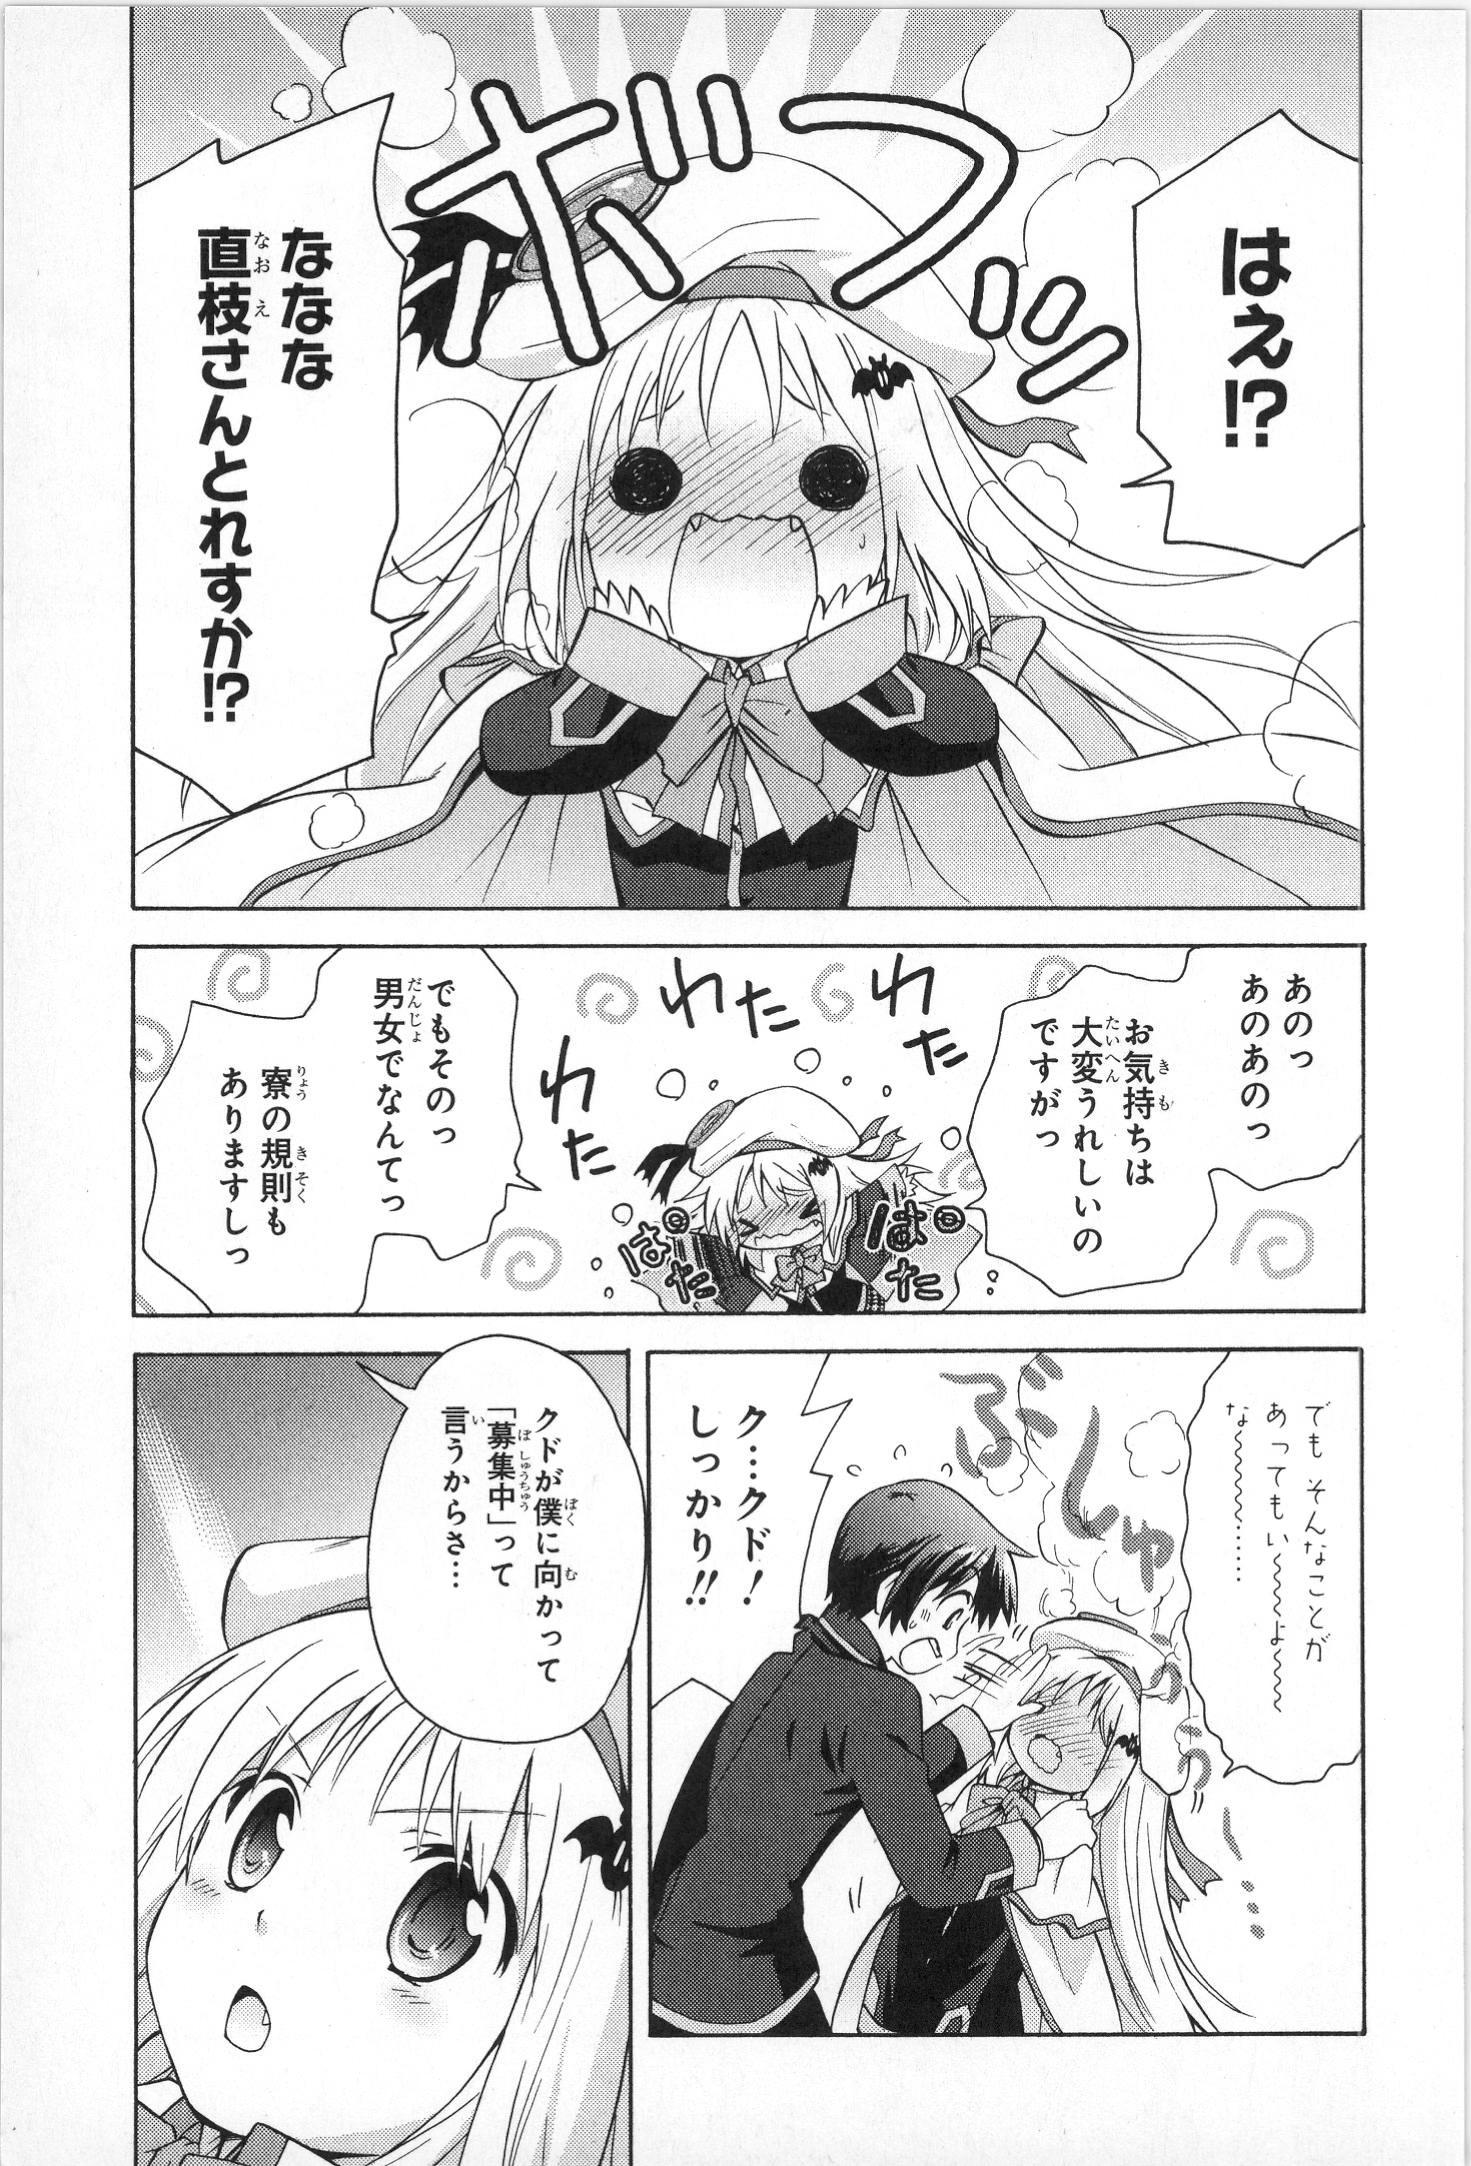 はえ!?
ボフッ
ななな
直枝さんとれすか!?
あのっ
あのあのっ
お気持ちは
大変うれしいの
ですがっ
わたわた
わたわた
ぱたぱた
でもそのっ
男女でなんてっ
寮の規則も
ありますしっ
でも そんなことが
あってもい〜〜よ〜〜
な〜〜……
ぷしゅうぅぅ…
ク…クド!
しっかり!!
クドが僕に向かって
「募集中」って
言うからさ…